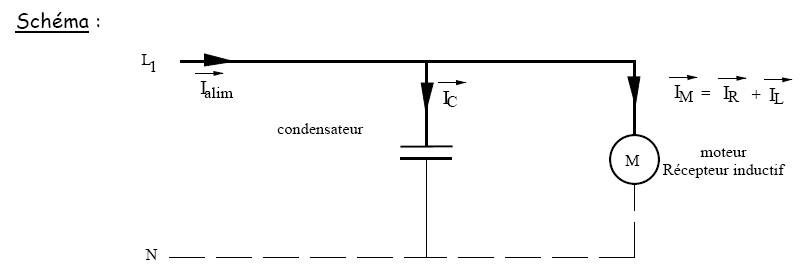 Schéma :
L1
Ialim
IC
IM = IR + IL
condensateur
M
moteur
Récepteur inductif
N